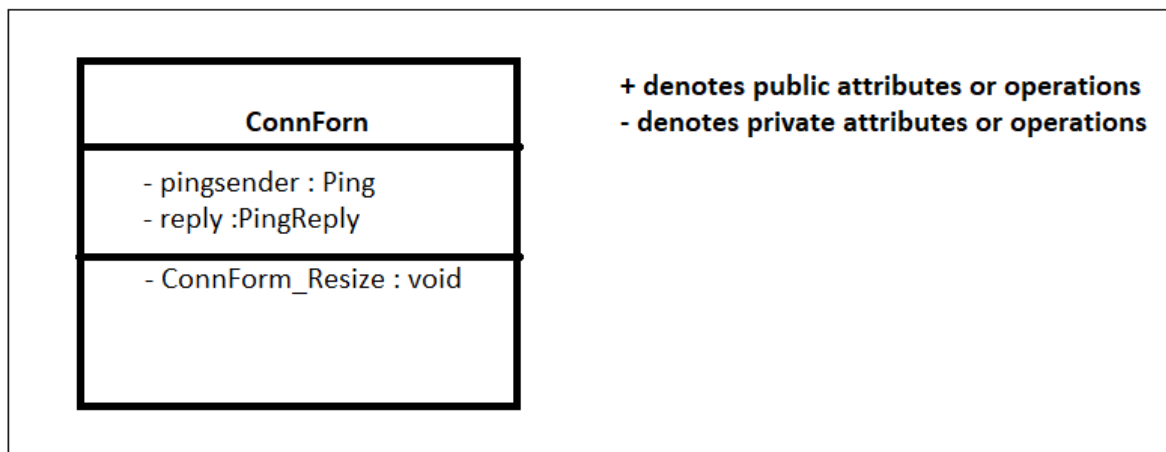 ConnForn
- pingsender : Ping
- reply :PingReply
- ConnForm_Resize : void
+ denotes public attributes or operations
- denotes private attributes or operations